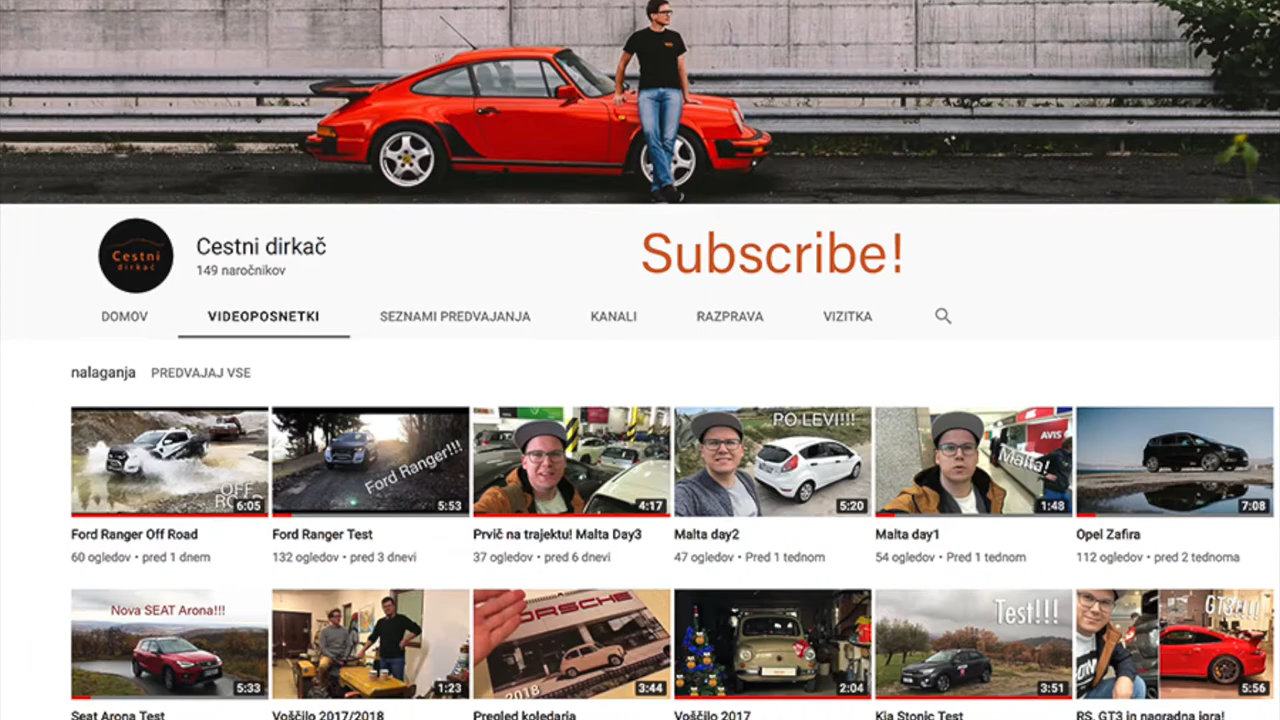 Cestni
dirkač
Cestni dirkač
149 naročnikov
Subscribe!
DOMOV VIDEOPOSNETKI SEZNAMI PREDVAJANJA KANALI RAZPRAVA VIZITKA
nalaganja PREDVAJAJ VSE
OFF
6:05
Ford Ranger!!!
5:53
4:17
PO LEVI!!!
5:20
AVIS
Malta!
1:48
7:08
Ford Ranger Off Road
60 ogledov • pred 1 dnem
Ford Ranger Test
132 ogledov • pred 3 dnevi
Prvič na trajektu! Malta Day3
37 ogledov • pred 6 dnevi
Malta day2
47 ogledov • Pred 1 tednom
Malta day1
54 ogledov • Pred 1 tednom
Opel Zafira
112 ogledov • pred 2 tednoma
Nova SEAT Arona!!!
5:33
1:23
PORSCHE
2018
3:44
2:04
Test!!!
3:51
5:56
Seat Arona Test
Voščilo 2017/2018
Pregled koledarja
Voščilo 2017
Kia Stonic Test
RS, GT3 in nagradna igra!